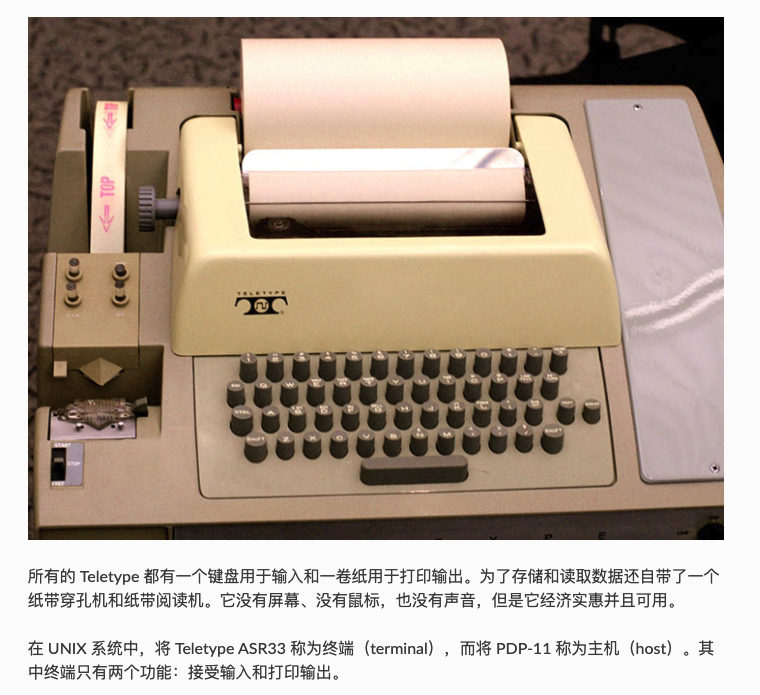 TOP
TELETYPE
START
STOP
CTRL
SHIFT
SHIFT
所有的 Teletype 都有一个键盘用于输入和一卷纸用于打印输出。为了存储和读取数据还自带了一个
纸带穿孔机和纸带阅读机。它没有屏幕、没有鼠标，也没有声音，但是它经济实惠并且可用。
在 UNIX 系统中，将 Teletype ASR33 称为终端（terminal），而将 PDP-11 称为主机（host）。其
中终端只有两个功能：接受输入和打印输出。